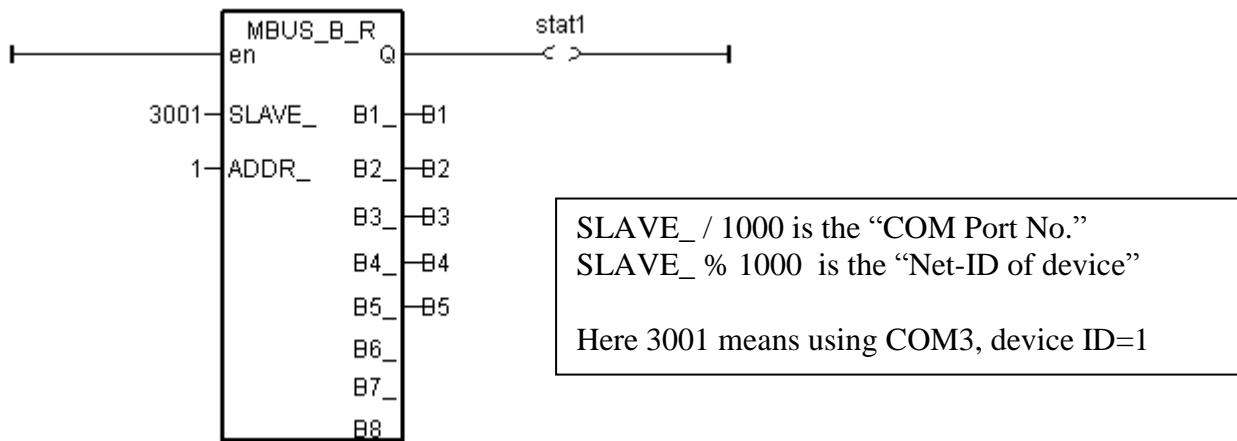 MBUS_B_R
stat1
en Q
3001 SLAVE_ B1_ B1
1 ADDR_ B2_ B2
B3_ B3
B4_ B4
B5_ B5
B6_
B7_
B8
SLAVE_ / 1000 is the “COM Port No.”
SLAVE_ % 1000 is the “Net-ID of device”
Here 3001 means using COM3, device ID=1